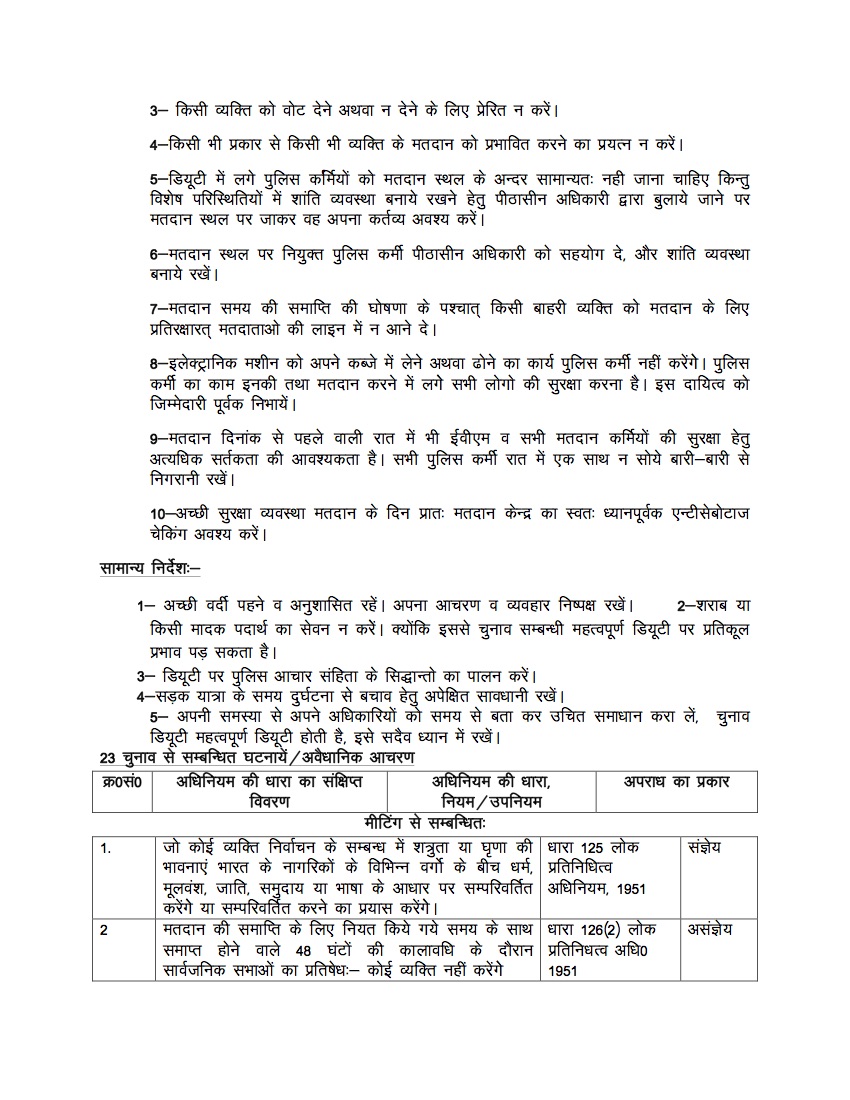 3– किसी व्यक्ति को वोट देने अथवा न देने के लिए प्रेरित न करें।
4–किसी भी प्रकार से किसी भी व्यक्ति के मतदान को प्रभावित करने का प्रयत्न न करें।
5–डियूटी में लगे पुलिस कर्मियों को मतदान स्थल के अन्दर सामान्यतः नही जाना चाहिए किन्तु
विशेष परिस्थितियों में शांति व्यवस्था बनाये रखने हेतु पीठासीन अधिकारी द्वारा बुलाये जाने पर
मतदान स्थल पर जाकर वह अपना कर्तव्य अवश्य करें।
6–मतदान स्थल पर नियुक्त पुलिस कर्मी पीठासीन अधिकारी को सहयोग दे, और शांति व्यवस्था
बनाये रखें।
7–मतदान समय की समाप्ति की घोषणा के पश्चात् किसी बाहरी व्यक्ति को मतदान के लिए
प्रतिरक्षारत् मतदाताओ की लाइन में न आने दे।
8–इलेक्ट्रानिक मशीन को अपने कब्जे में लेने अथवा ढोने का कार्य पुलिस कर्मी नहीं करेंगे। पुलिस
कर्मी का काम इनकी तथा मतदान करने में लगे सभी लोगो की सुरक्षा करना है। इस दायित्व को
जिम्मेदारी पूर्वक निभायें।
9–मतदान दिनांक से पहले वाली रात में भी ईवीएम व सभी मतदान कर्मियों की सुरक्षा हेतु
अत्यधिक सर्तकता की आवश्यकता है। सभी पुलिस कर्मी रात में एक साथ न सोये बारी–बारी से
निगरानी रखें।
10–अच्छी सुरक्षा व्यवस्था मतदान के दिन प्रातः मतदान केन्द्र का स्वतः ध्यानपूर्वक एन्टीसेबोटाज
चेकिंग अवश्य करें।
सामान्य निर्देशः–
1– अच्छी वर्दी पहने व अनुशासित रहें। अपना आचरण व व्यवहार निष्पक्ष रखें। 2–शराब या
किसी मादक पदार्थ का सेवन न करें। क्योंकि इससे चुनाव सम्बन्धी महत्वपूर्ण डियूटी पर प्रतिकूल
प्रभाव पड़ सकता है।
3– डियूटी पर पुलिस आचार संहिता के सिद्धान्तो का पालन करें।
4–सड़क यात्रा के समय दुर्घटना से बचाव हेतु अपेक्षित सावधानी रखें।
5– अपनी समस्या से अपने अधिकारियों को समय से बता कर उचित समाधान करा लें, चुनाव
डियूटी महत्वपूर्ण डियूटी होती है, इसे सदैव ध्यान में रखें।
23 चुनाव से सम्बन्धित घटनायें/अवैधानिक आचरण
क्र0सं0 अधिनियम की धारा का संक्षिप्त अधिनियम की धारा, अपराध का प्रकार
विवरण नियम/उपनियम
मीटिंग से सम्बन्धितः
1. जो कोई व्यक्ति निर्वाचन के सम्बन्ध में शत्रुता या घृणा की धारा 125 लोक संज्ञेय
भावनाएं भारत के नागरिकों के विभिन्न वर्गो के बीच धर्म, प्रतिनिधित्व
मूलवंश, जाति, समुदाय या भाषा के आधार पर सम्परिवर्तित अधिनियम, 1951
करेंगे या सम्परिवर्तित करने का प्रयास करेंगे।
2 मतदान की समाप्ति के लिए नियत किये गये समय के साथ धारा 126(2) लोक असंज्ञेय
समाप्त होने वाले 48 घंटों की कालावधि के दौरान प्रतिनिधत्व अधि0
सार्वजनिक सभाओं का प्रतिषेधः– कोई व्यक्ति नहीं करेंगे 1951